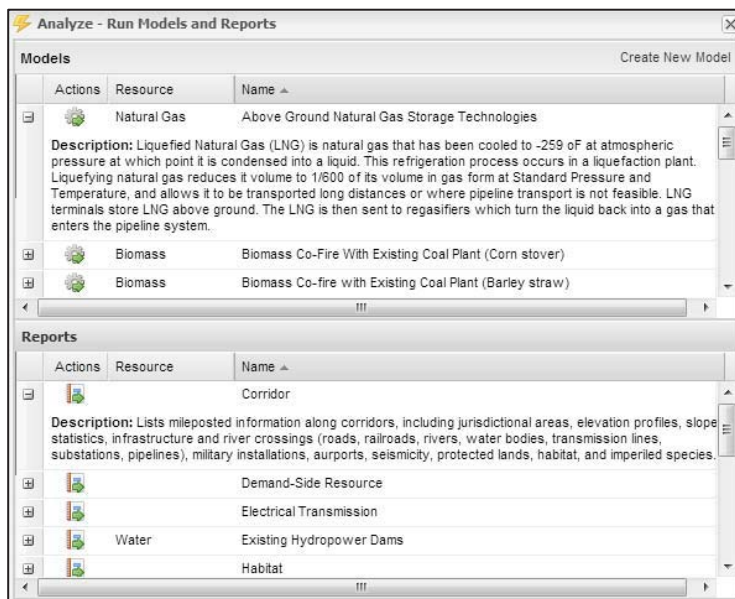 Analyze - Run Models and Reports
Models Create New Model
Actions Resource Name
Natural Gas Above Ground Natural Gas Storage Technologies
Description: Liquefied Natural Gas (LNG) is natural gas that has been cooled to -259 oF at atmospheric
pressure at which point it is condensed into a liquid. This refrigeration process occurs in a liquefaction plant.
Liquefying natural gas reduces it volume to 1/600 of its volume in gas form at Standard Pressure and
Temperature, and allows it to be transported long distances or where pipeline transport is not feasible. LNG
terminals store LNG above ground. The LNG is then sent to regasifiers which turn the liquid back into a gas that
enters the pipeline system.
Biomass Biomass Co-Fire With Existing Coal Plant (Corn stover)
Biomass Biomass Co-fire with Existing Coal Plant (Barley straw)
Reports
Actions Resource Name
Corridor
Description: Lists mileposted information along corridors, including jurisdictional areas, elevation profiles, slope
statistics, infrastructure and river crossings (roads, railroads, rivers, water bodies, transmission lines,
substations, pipelines), military installations, aurports, seismicity, protected lands, habitat, and imperiled species.
Demand-Side Resource
Electrical Transmission
Water Existing Hydropower Dams
Habitat